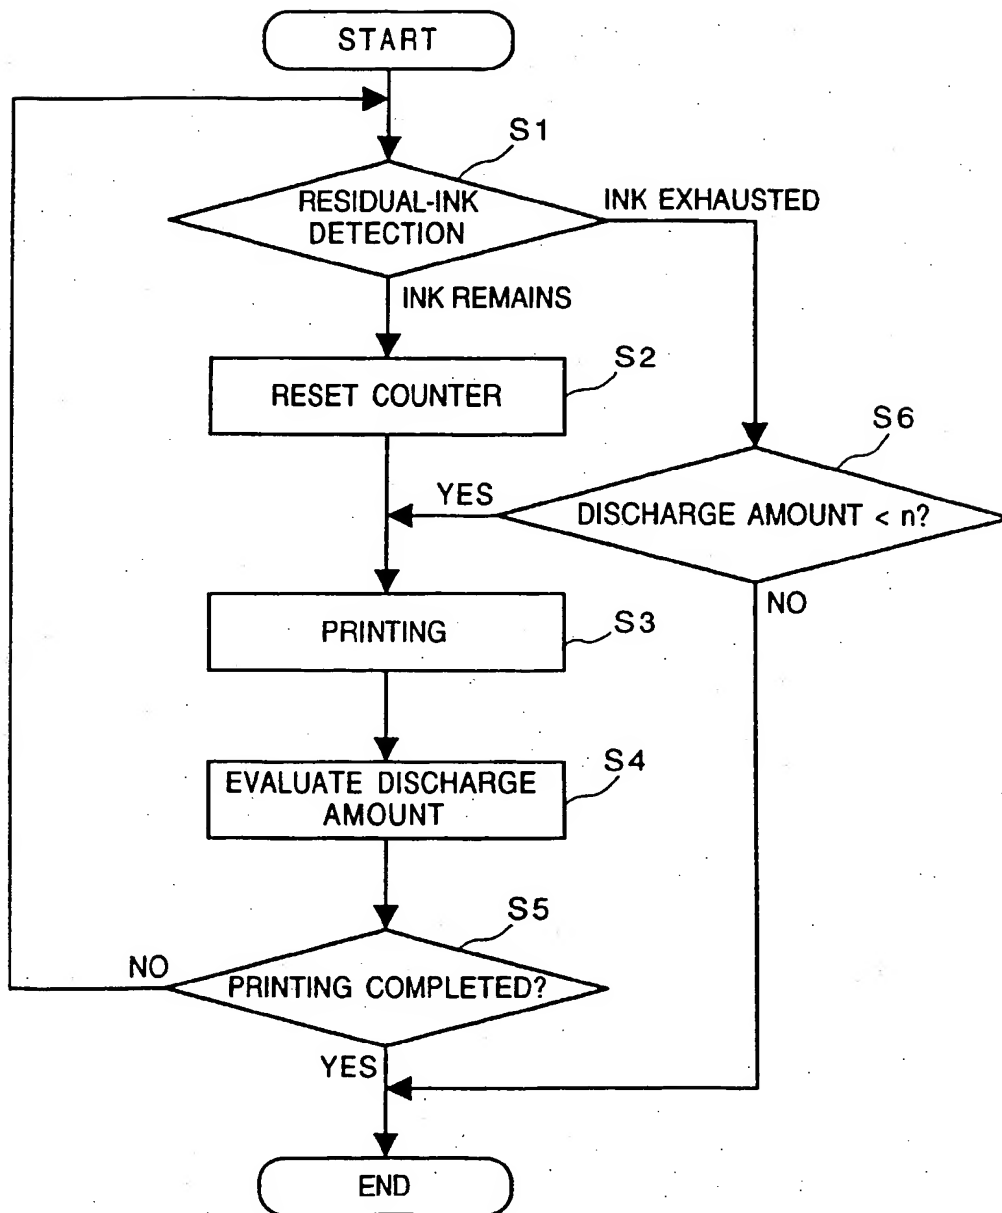 START
S1
RESIDUAL-INK
DETECTION
INK EXHAUSTED
INK REMAINS
S2
RESET COUNTER
S6
YES
DISCHARGE AMOUNT < n?
NO
S3
PRINTING
S4
EVALUATE DISCHARGE
AMOUNT
S5
NO
PRINTING COMPLETED?
YES
END